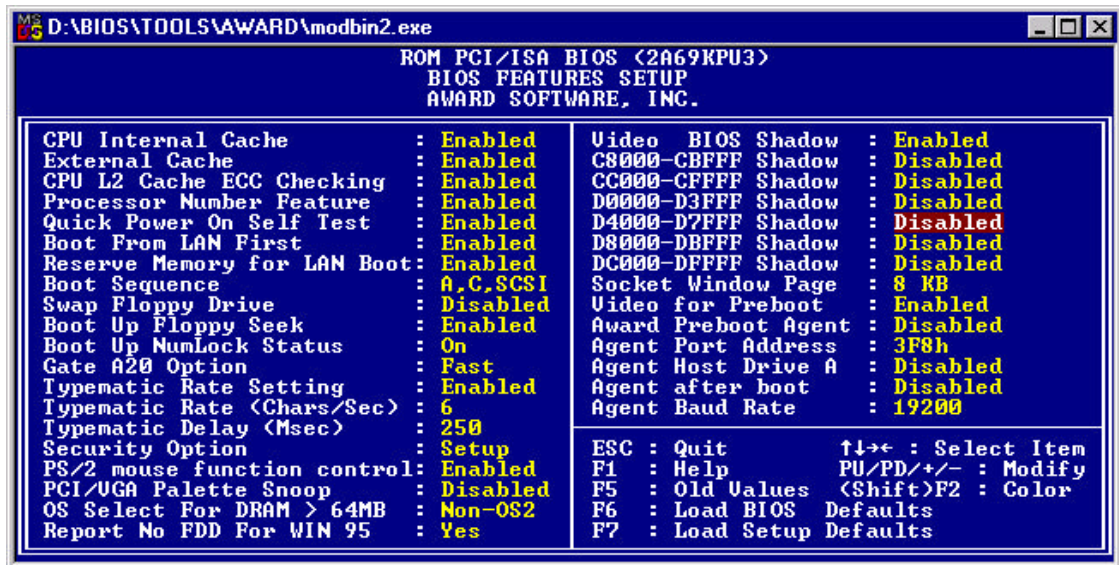 D:\BIOS\TOOLS\AWARD\modbin2.exe
ROM PCI/ISA BIOS (2A69KPU3)
BIOS FEATURES SETUP
AWARD SOFTWARE, INC.
CPU Internal Cache : Enabled
External Cache : Enabled
CPU L2 Cache ECC Checking : Enabled
Processor Number Feature : Enabled
Quick Power On Self Test : Enabled
Boot From LAN First : Enabled
Reserve Memory for LAN Boot: Enabled
Boot Sequence : A,C,SCSI
Swap Floppy Drive : Disabled
Boot Up Floppy Seek : Enabled
Boot Up NumLock Status : On
Gate A20 Option : Fast
Typematic Rate Setting : Enabled
Typematic Rate (Chars/Sec) : 6
Typematic Delay (Msec) : 250
Security Option : Setup
PS/2 mouse function control: Enabled
PCI/VGA Palette Snoop : Disabled
OS Select For DRAM > 64MB : Non-OS2
Report No FDD For WIN 95 : Yes
Video BIOS Shadow : Enabled
C8000-CBFFF Shadow : Disabled
CC000-CFFFF Shadow : Disabled
D0000-D3FFF Shadow : Disabled
D4000-D7FFF Shadow : Disabled
D8000-DBFFF Shadow : Disabled
DC000-DFFFF Shadow : Disabled
Socket Window Page : 8 KB
Video for Preboot : Enabled
Award Preboot Agent : Disabled
Agent Port Address : 3F8h
Agent Host Drive A : Disabled
Agent after boot : Disabled
Agent Baud Rate : 19200
ESC : Quit ↑↓→← : Select Item
F1 : Help PU/PD/+/- : Modify
F5 : Old Values (Shift)F2 : Color
F6 : Load BIOS Defaults
F7 : Load Setup Defaults